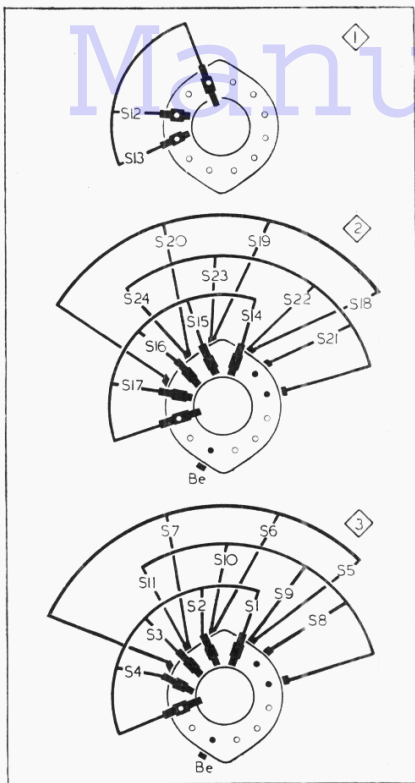 Manu
1
S12
S13
2
S20 S19
S23
S24 S22 S18
S15 S14
S16 S21
S17
Be
3
S7 S6
S10
S11 S9 S5
S2 S1
S3 S8
S4
Be